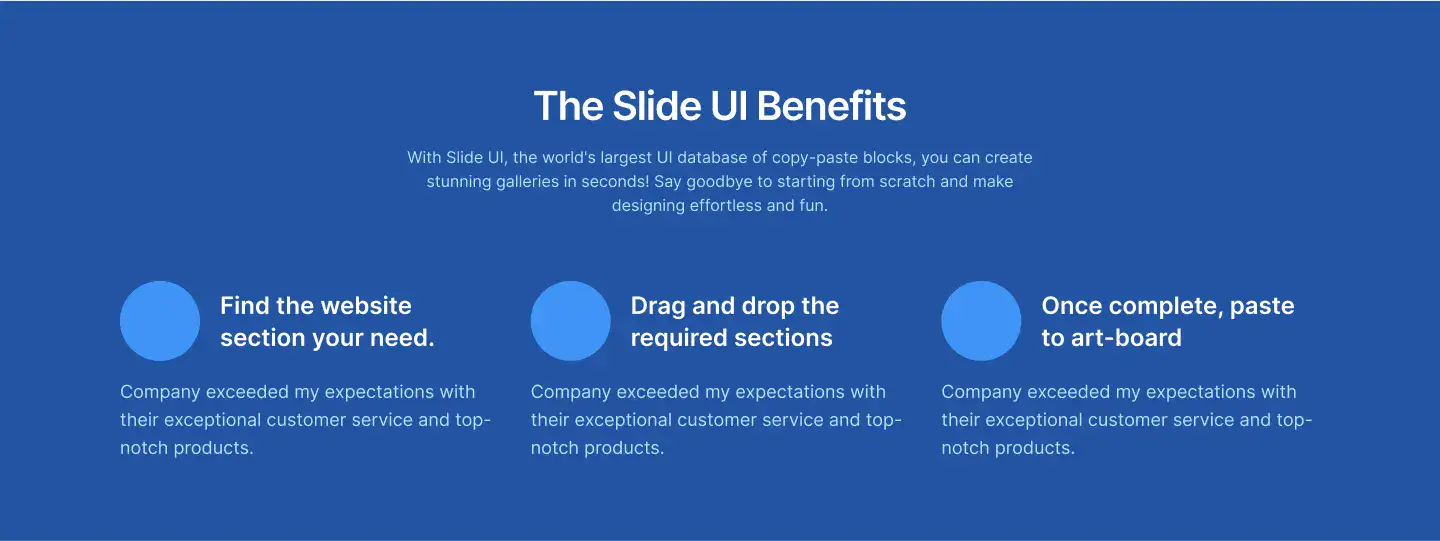 The Slide UI Benefits
With Slide UI, the world's largest UI database of copy-paste blocks, you can create
stunning galleries in seconds! Say goodbye to starting from scratch and make
designing effortless and fun.
Find the website
section your need.
Company exceeded my expectations with
their exceptional customer service and top-
notch products.
Drag and drop the
required sections
Company exceeded my expectations with
their exceptional customer service and top-
notch products.
Once complete, paste
to art-board
Company exceeded my expectations with
their exceptional customer service and top-
notch products.